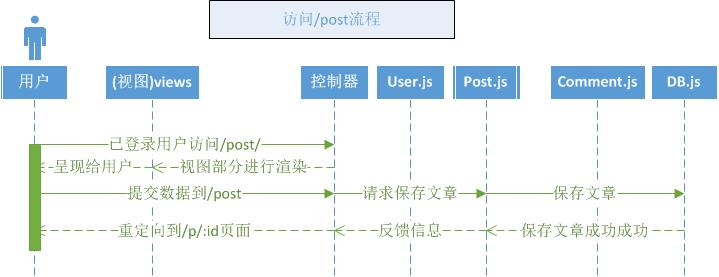 访问/post流程
用户
(视图)views
控制器
User.js
Post.js
Comment.js
DB.js
已登录用户访问/post/
呈现给用户
视图部分进行渲染
提交数据到/post
请求保存文章
保存文章
重定向到/p/:id页面
反馈信息
保存文章成功成功